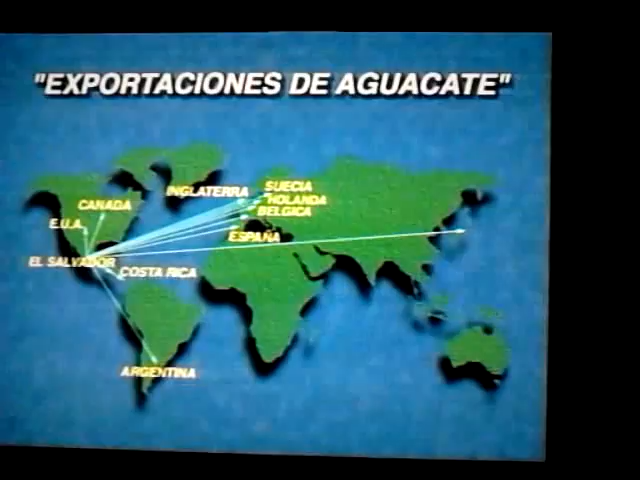 "EXPORTACIONES DE AGUACATE"
SUECIA
INGLATERRA
HOLANDA
CANADA
BELGICA
E.U.A.
ESPAÑA
EL SALVADOR
COSTA RICA
ARGENTINA